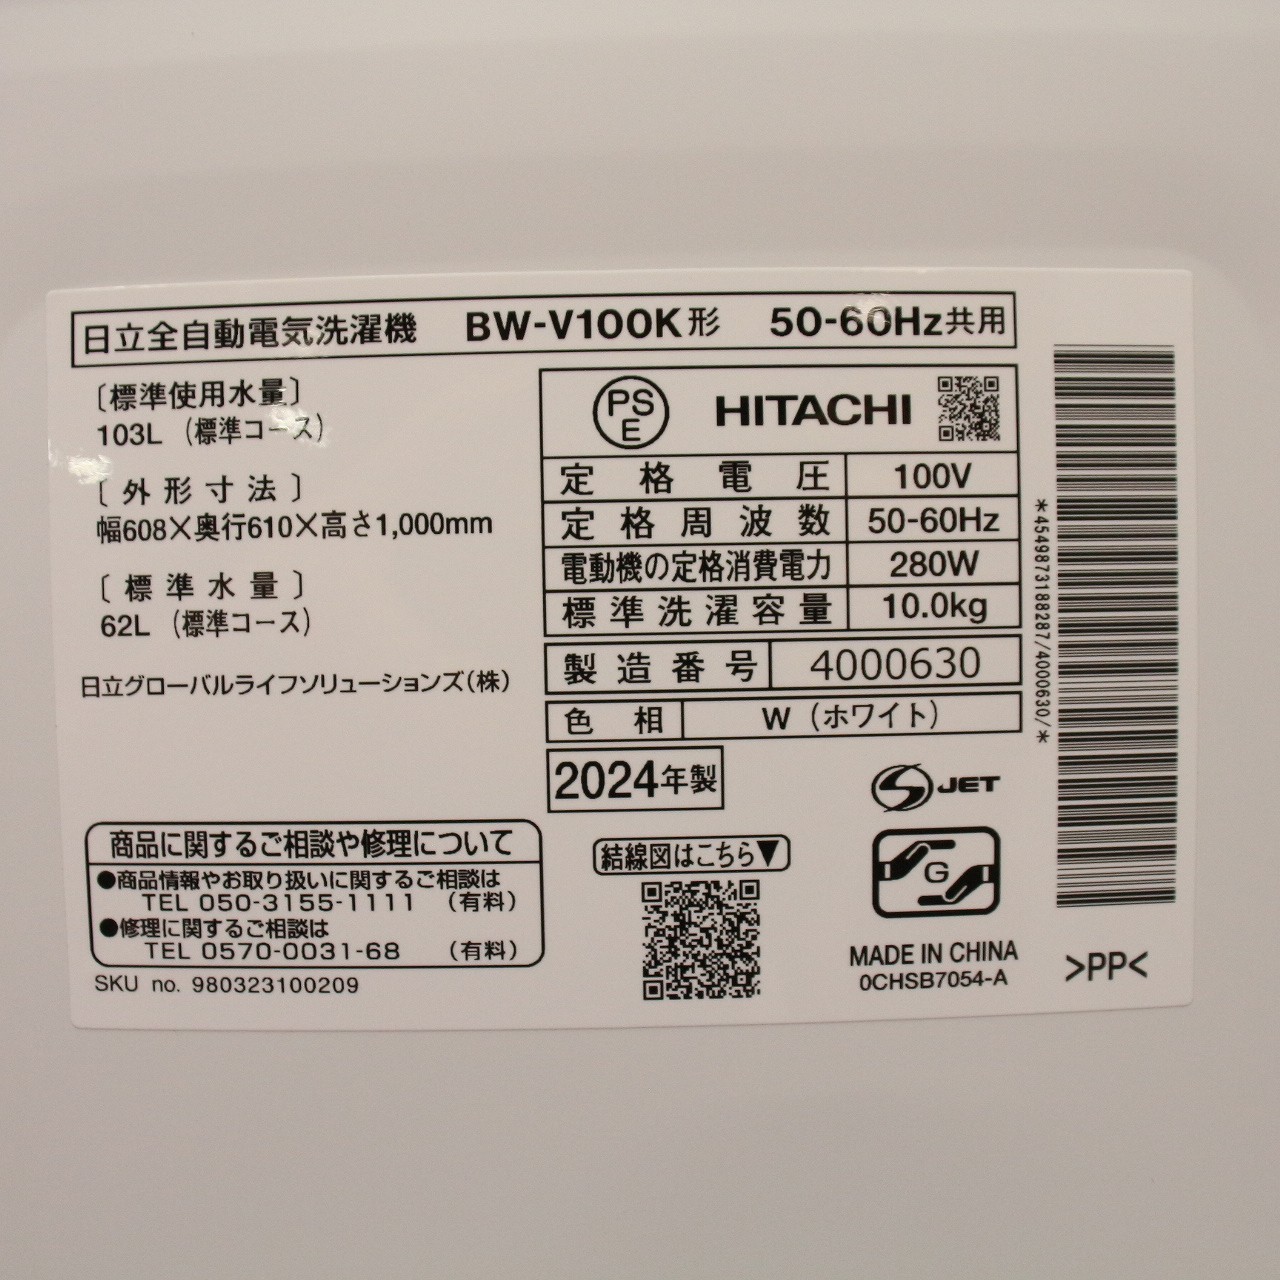 日立全自動電気洗濯機 BW-V100K形 50-60Hz共用
〔標準使用水量〕
103L (標準コース)
〔外形寸法〕
幅608×奥行610×高さ1,000mm
〔標準水量〕
62L (標準コース)
日立グローバルライフソリューションズ(株)
PS
E
HITACHI
定格電圧 100V
定格周波数 50-60Hz
電動機の定格消費電力 280W
標準洗濯容量 10.0kg
製造番号 4000630
色相 W (ホワイト)
2024年製
S JET
G
商品に関するご相談や修理について
●商品情報やお取り扱いに関するご相談は
TEL 050-3155-1111 (有料)
●修理に関するご相談は
TEL 0570-0031-68 (有料)
SKU no. 980323100209
結線図はこちら▼
MADE IN CHINA
0CHSB7054-A
*4549873188287/4000630/*
>PP<